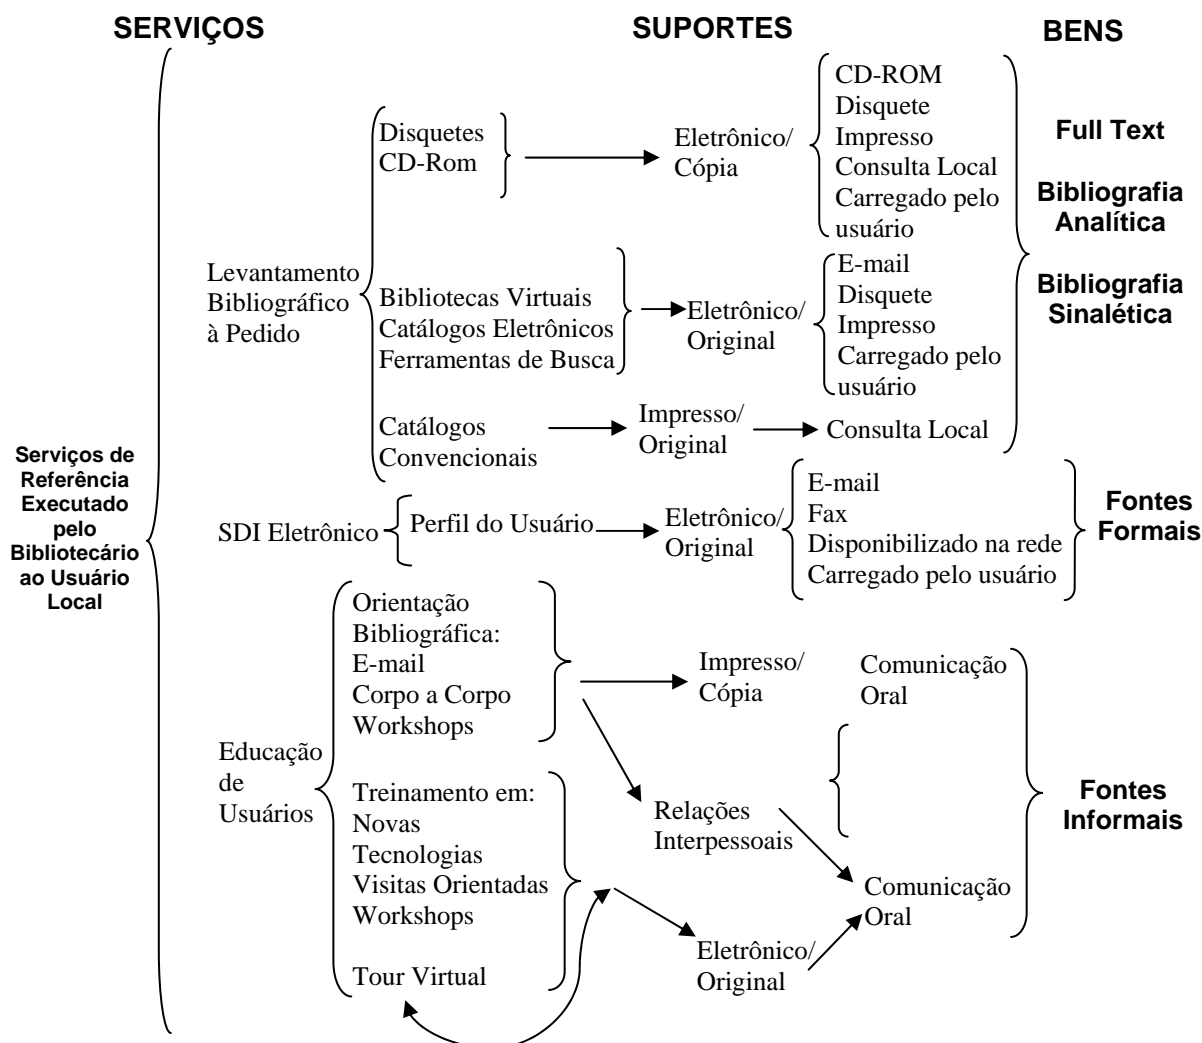 SERVIÇOS
SUPORTES
BENS
Serviços de
Referência
Executado
pelo
Bibliotecário
ao Usuário
Local
Levantamento
Bibliográfico
à Pedido
Disquetes
CD-Rom
Eletrônico/
Cópia
CD-ROM
Disquete
Impresso
Consulta Local
Carregado pelo
usuário
Bibliotecas Virtuais
Catálogos Eletrônicos
Ferramentas de Busca
Eletrônico/
Original
E-mail
Disquete
Impresso
Carregado pelo
usuário
Catálogos
Convencionais
Impresso/
Original
Consulta Local
Full Text
Bibliografia
Analítica
Bibliografia
Sinalética
SDI Eletrônico
Perfil do Usuário
Eletrônico/
Original
E-mail
Fax
Disponibilizado na rede
Carregado pelo usuário
Fontes
Formais
Educação
de
Usuários
Orientação
Bibliográfica:
E-mail
Corpo a Corpo
Workshops
Impresso/
Cópia
Comunicação
Oral
Treinamento em:
Novas
Tecnologias
Visitas Orientadas
Workshops
Tour Virtual
Relações
Interpessoais
Eletrônico/
Original
Comunicação
Oral
Fontes
Informais